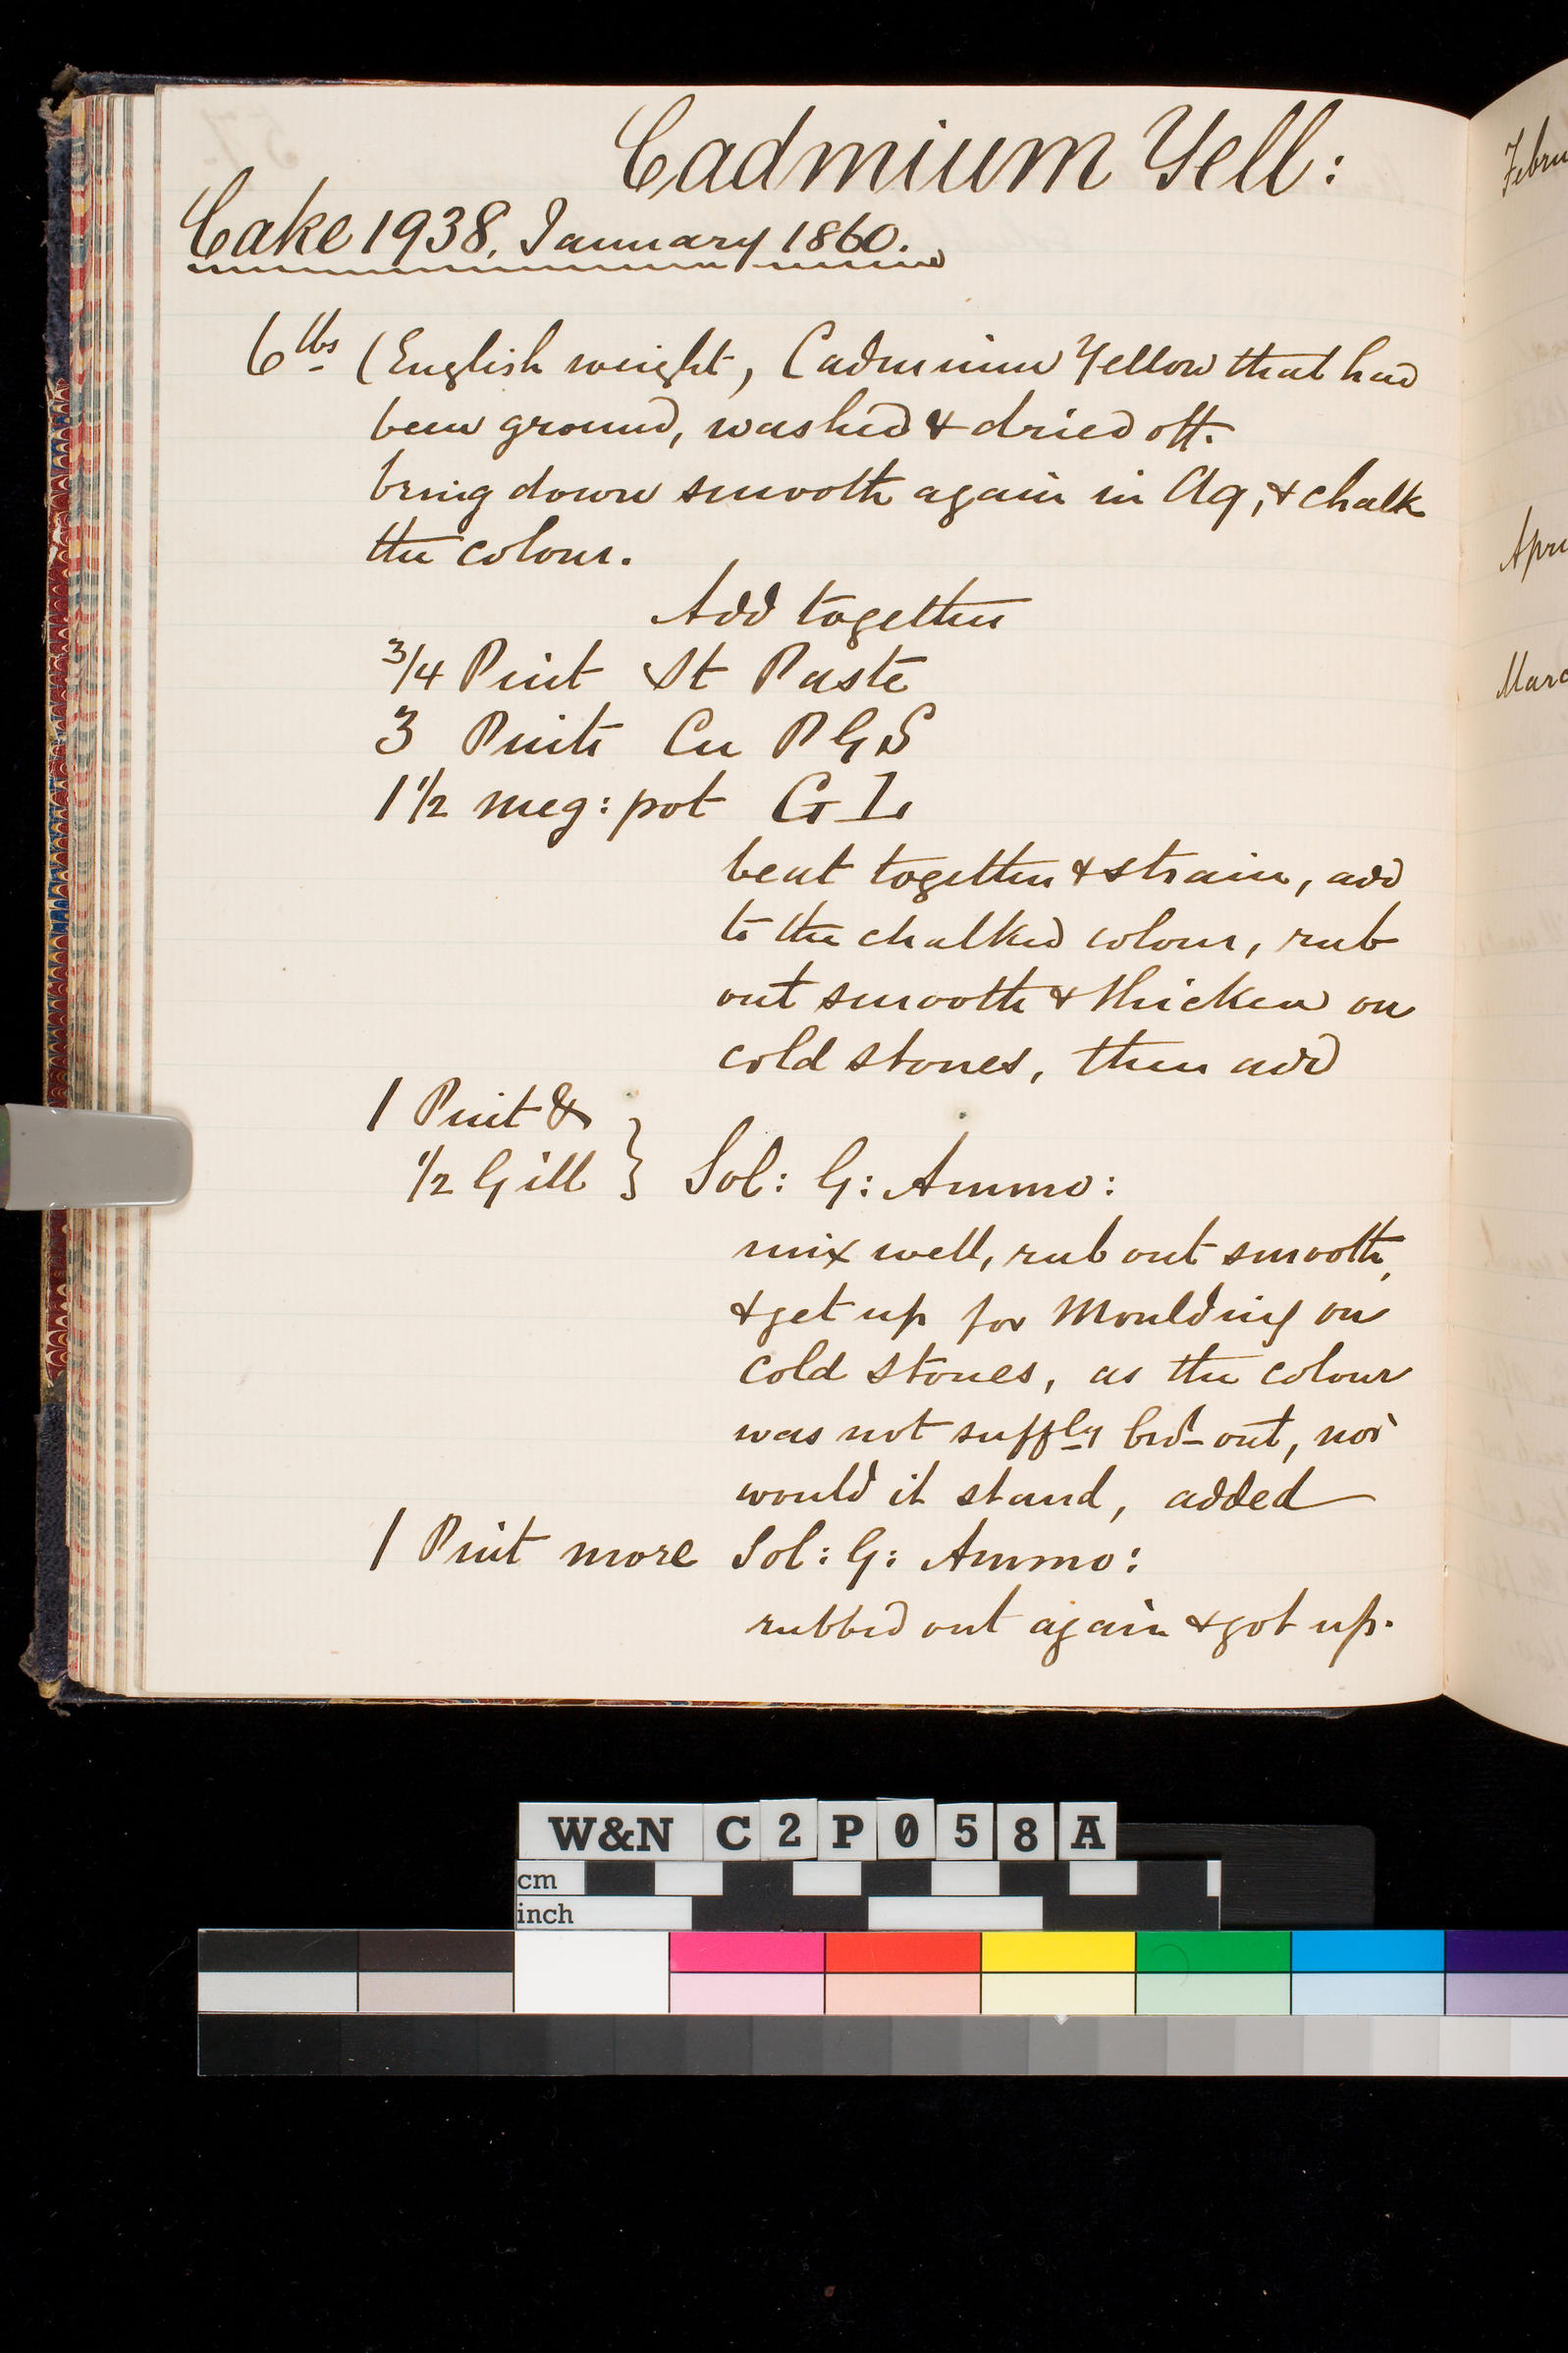 Cadmium Yell:
Cake 1938. January 1860.
6 lbs (English weight, Cadmium Yellow that had
been ground, washed & dried off.
bring down smooth again in Aq, & chalk
the colour.
Add together
3/4 Pint St Paste
3 Pints Cu P G S
1 1/2 meg: pot G L
beat together & strain, add
to the chalked colour, rub
out smooth & thicken on
cold stones, then add
1 Pint &
1/2 Gill } Sol: G: Ammo:
mix well, rub out smooth,
& get up for Moulding on
cold stones, as the colour
was not suffly bd out, nor
would it stand, added
1 Pint more Sol: G: Ammo:
rubbed out again & got up.
Febru
Apri
Marc
W&N C2P058A
cm
inch